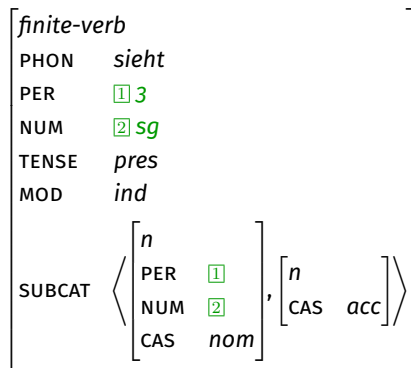 finite-verb
PHON sieht
PER 1 3
NUM 2 sg
TENSE pres
MOD ind
SUBCAT ⟨[n PER 1 NUM 2 CAS nom], [n CAS acc]⟩